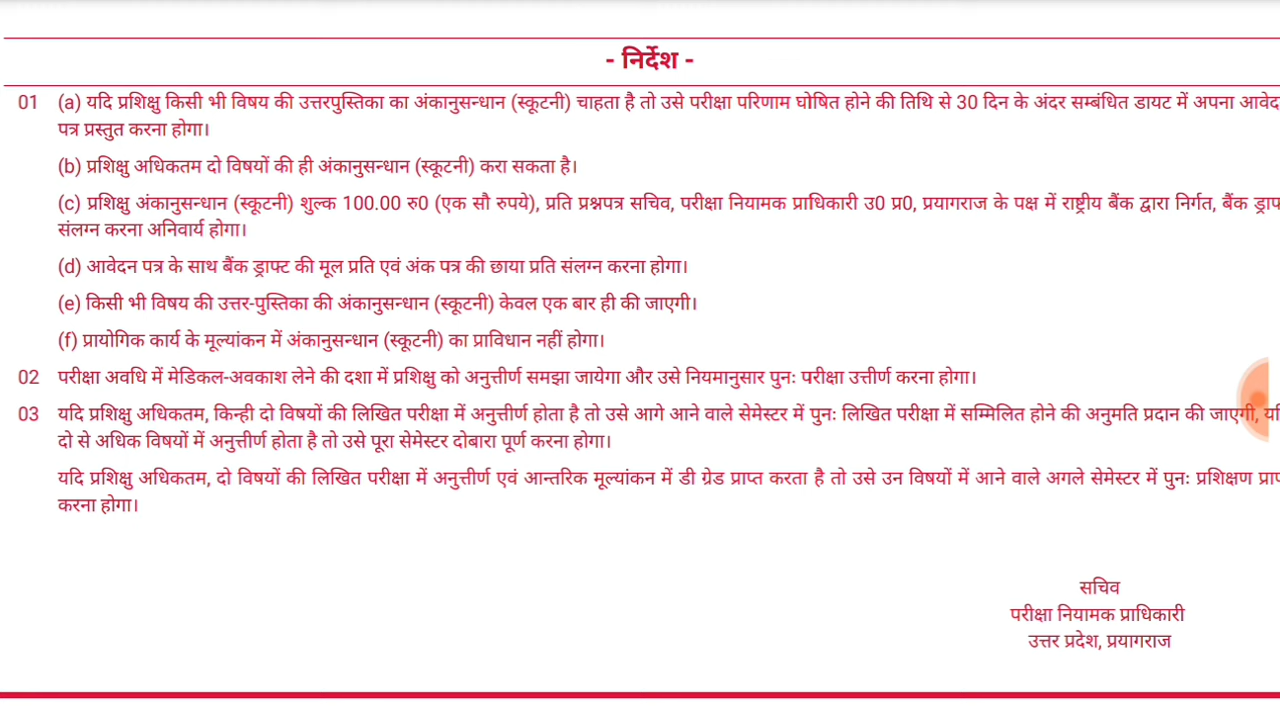 - निर्देश -
01 (a) यदि प्रशिक्षु किसी भी विषय की उत्तरपुस्तिका का अंकानुसन्धान (स्कूटनी) चाहता है तो उसे परीक्षा परिणाम घोषित होने की तिथि से 30 दिन के अंदर सम्बंधित डायट में अपना
पत्र प्रस्तुत करना होगा।
(b) प्रशिक्षु अधिकतम दो विषयों की ही अंकानुसन्धान (स्कूटनी) करा सकता है।
(c) प्रशिक्षु अंकानुसन्धान (स्कूटनी) शुल्क 100.00 रु0 (एक सौ रुपये), प्रति प्रश्नपत्र सचिव, परीक्षा नियामक प्राधिकारी उ0 प्र0, प्रयागराज के पक्ष में राष्ट्रीय बैंक द्वारा निर्गत, बैंक
संलग्न करना अनिवार्य होगा।
(d) आवेदन पत्र के साथ बैंक ड्राफ्ट की मूल प्रति एवं अंक पत्र की छाया प्रति संलग्न करना होगा।
(e) किसी भी विषय की उत्तर-पुस्तिका की अंकानुसन्धान (स्कूटनी) केवल एक बार ही की जाएगी।
(f) प्रायोगिक कार्य के मूल्यांकन में अंकानुसन्धान (स्कूटनी) का प्राविधान नहीं होगा।
02 परीक्षा अवधि में मेडिकल-अवकाश लेने की दशा में प्रशिक्षु को अनुत्तीर्ण समझा जायेगा और उसे नियमानुसार पुनः परीक्षा उत्तीर्ण करना होगा।
03 यदि प्रशिक्षु अधिकतम, किन्ही दो विषयों की लिखित परीक्षा में अनुत्तीर्ण होता है तो उसे आगे आने वाले सेमेस्टर में पुनः लिखित परीक्षा में सम्मिलित होने की अनुमति प्रदान की जाएगी,
दो से अधिक विषयों में अनुत्तीर्ण होता है तो उसे पूरा सेमेस्टर दोबारा पूर्ण करना होगा।
यदि प्रशिक्षु अधिकतम, दो विषयों की लिखित परीक्षा में अनुत्तीर्ण एवं आन्तरिक मूल्यांकन में डी ग्रेड प्राप्त करता है तो उसे उन विषयों में आने वाले अगले सेमेस्टर में पुनः प्रशिक्षण
करना होगा।
सचिव
परीक्षा नियामक प्राधिकारी
उत्तर प्रदेश, प्रयागराज